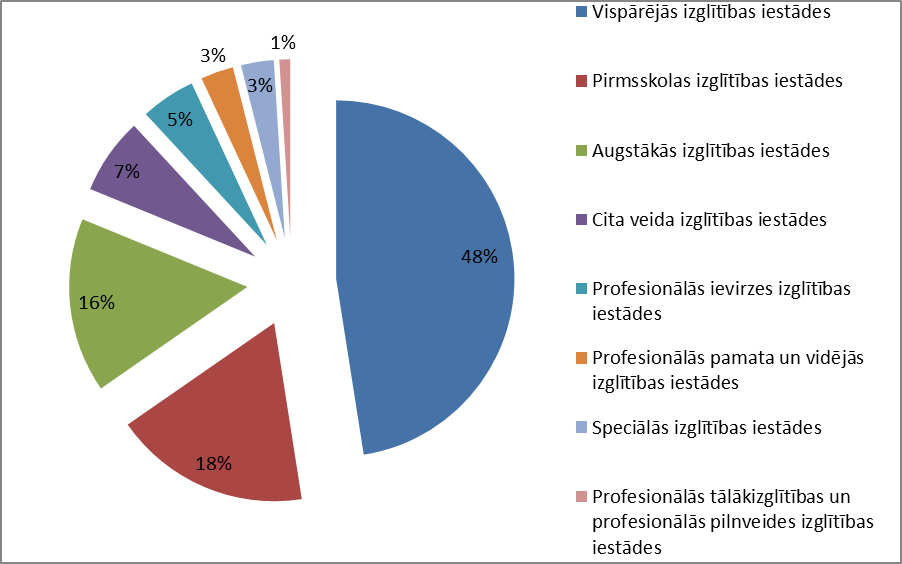 48%
18%
16%
7%
5%
3%
3%
1%
Vispārējās izglītības iestādes
Pirmsskolas izglītības iestādes
Augstākās izglītības iestādes
Cita veida izglītības iestādes
Profesionālās ievirzes izglītības
iestādes
Profesionālās pamata un vidējās
izglītības iestādes
Speciālās izglītības iestādes
Profesionālās tālākizglītības un
profesionālās pilnveides izglītības
iestādes